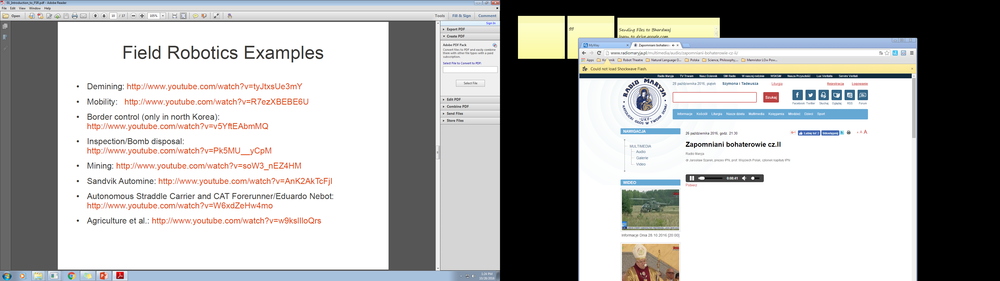 01_Introduction_to_FSR.pdf - Adobe Reader
File Edit View Window Help
Open 10 / 17 105% Tools Fill & Sign Comment
Sign In
Export PDF
Create PDF
Adobe PDF Pack
Convert files to PDF and easily combine
them with other file types with a paid
subscription.
Select File to Convert to PDF:
Select File
Edit PDF
Combine PDF
Send Files
Store Files
Field Robotics Examples
• Demining: http://www.youtube.com/watch?v=tyJtxsUe3mY
• Mobility: http://www.youtube.com/watch?v=R7ezXBEBE6U
• Border control (only in north Korea):
http://www.youtube.com/watch?v=v5YftEAbmMQ
• Inspection/Bomb disposal:
http://www.youtube.com/watch?v=Pk5MU__yCpM
• Mining: http://www.youtube.com/watch?v=soW3_nEZ4HM
• Sandvik Automine: http://www.youtube.com/watch?v=AnK2AkTcFjI
• Autonomous Straddle Carrier and CAT Forerunner/Eduardo Nebot:
http://www.youtube.com/watch?v=W6xdZeHw4mo
• Agriculture et al.: http://www.youtube.com/watch?v=w9kslIloQrs
1:24 PM
10/28/2016
gg
Sending Files to Bhardwaj
logon to drive.google.com
MyWay
Zapomniani bohaterov
www.radiomaryja.pl/multimedia/audio/zapomniani-bohaterowie-cz-ii/
Apps Robot Theatre Natural Language O... Polska Science, Philosophy,... Memristor LOw Pow...
Could not load Shockwave Flash.
Radio Maryja TV Trwam Nasz Dziennik SIM Radio W naszej rodzinie WSKSiM Nasza Przyszłość Lux Veritatis Servire Veritati
RADIO MARYJA
KATOLICKI GŁOS W TWOIM DOMU
·UKF·
28 października 2016, piątek Szymona i Tadeusza Liturgia Rejestracja Logowanie
Szukaj
Facebook Twitter Słuchaj Oglądaj RSS Forum
Informacje Kościół Liturgia Nasze dzieła Multimedia Księgarnia Młodzież Dzieci Sport
NAWIGACJA
MULTIMEDIA
Audio
Galerie
Video
WIDEO
Informacje Dnia 28.10.2016 [20:00]
26 października 2016, godz. 21:30
G+1 Lubię to! 2 Udostępnij A A A
Zapomniani bohaterowie cz.II
Radio Maryja
dr Jarosław Szarek, prezes IPN, prof. Wojciech Polak, członek kapituły IPN
0:08:41
Pobierz